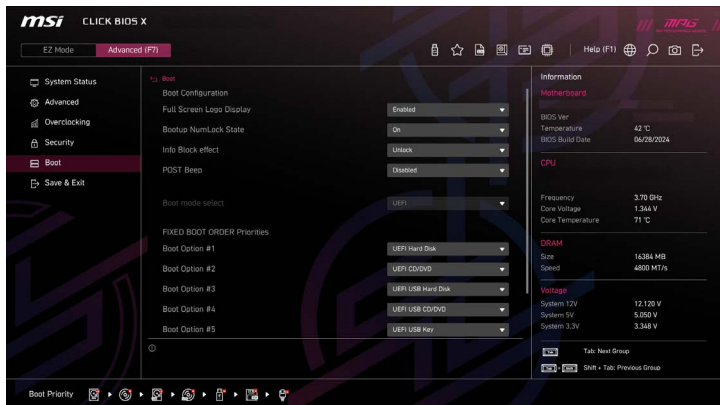 msi CLICK BIOS X
MPG
EZ Mode Advanced (F7) Help (F1)
System Status
Advanced
Overclocking
Security
Boot
Save & Exit
Boot
Boot Configuration
Full Screen Logo Display Enabled
Bootup NumLock State On
Info Block effect Unlock
POST Beep Disabled
Boot mode select UEFI
FIXED BOOT ORDER Priorities
Boot Option #1 UEFI Hard Disk
Boot Option #2 UEFI CD/DVD
Boot Option #3 UEFI USB Hard Disk
Boot Option #4 UEFI USB CD/DVD
Boot Option #5 UEFI USB Key
Information
Motherboard
BIOS Ver
Temperature 42 °C
BIOS Build Date 06/28/2024
CPU
Frequency 3.70 GHz
Core Voltage 1.344 V
Core Temperature 71 °C
DRAM
Size 16384 MB
Speed 4800 MT/s
Voltage
System 12V 12.120 V
System 5V 5.050 V
System 3.3V 3.348 V
Tab Tab: Next Group
Tab + Shift Shift + Tab: Previous Group
Boot Priority